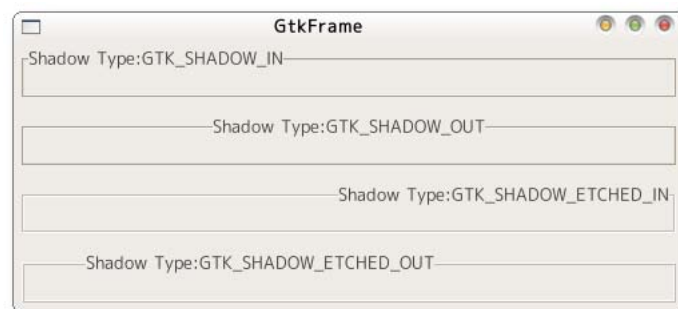 GtkFrame
Shadow Type:GTK_SHADOW_IN
Shadow Type:GTK_SHADOW_OUT
Shadow Type:GTK_SHADOW_ETCHED_IN
Shadow Type:GTK_SHADOW_ETCHED_OUT